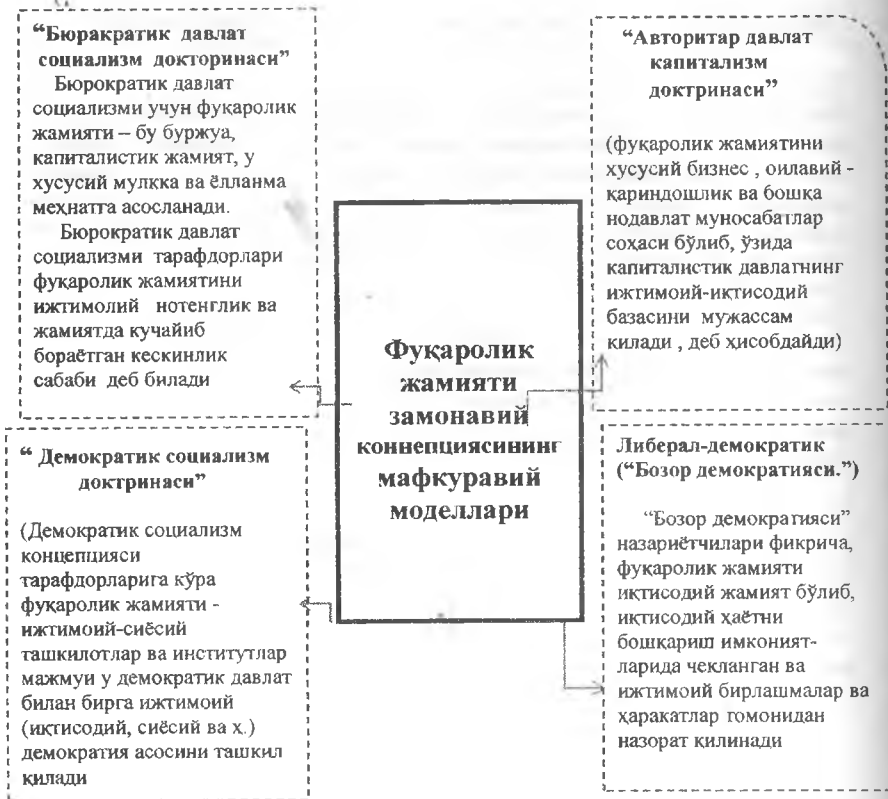 “Бюракратик давлат
социализм докторинаси”
Бюрократик давлат
социализми учун фуқаролик
жамияти – бу буржуа,
капиталистик жамият, у
хусусий мулкка ва ёлланма
меҳнатга асосланади.
Бюрократик давлат
социализми тарафдорлари
фуқаролик жамиятини
ижтимолий нотенглик ва
жамиятда кучайиб
бораётган кескинлик
сабаби деб билади
“Авторитар давлат
капитализм
доктринаси”
(фуқаролик жамиятини
хусусий бизнес , оилавий -
қариндошлик ва бошқа
нодавлат муносабатлар
соҳаси бўлиб, ўзида
капиталистик давлатнинг
ижтимоий-иқтисодий
базасини мужассам
килади , деб ҳисобдайди)
Фуқаролик
жамияти
замонавий
коннепциясининг
мафкуравий
моделлари
“ Демократик социализм
доктринаси”
(Демократик социализм
концепцияси
тарафдорларига кўра
фуқаролик жамияти -
ижтимоий-сиёсий
ташкилотлар ва институтлар
мажмуи у демократик давлат
билан бирга ижтимоий
(иқтисодий, сиёсий ва ҳ.)
демократия асосини ташкил
қилади
Либерал-демократик
(“Бозор демократияси.”)
“Бозор демократияси”
назариётчилари фикрича,
фуқаролик жамияти
иқтисодий жамият бўлиб,
иқтисодий ҳаётни
бошқариш имконият-
ларида чекланган ва
ижтимоий бирлашмалар ва
ҳаракатлар томонидан
назорат қилинади